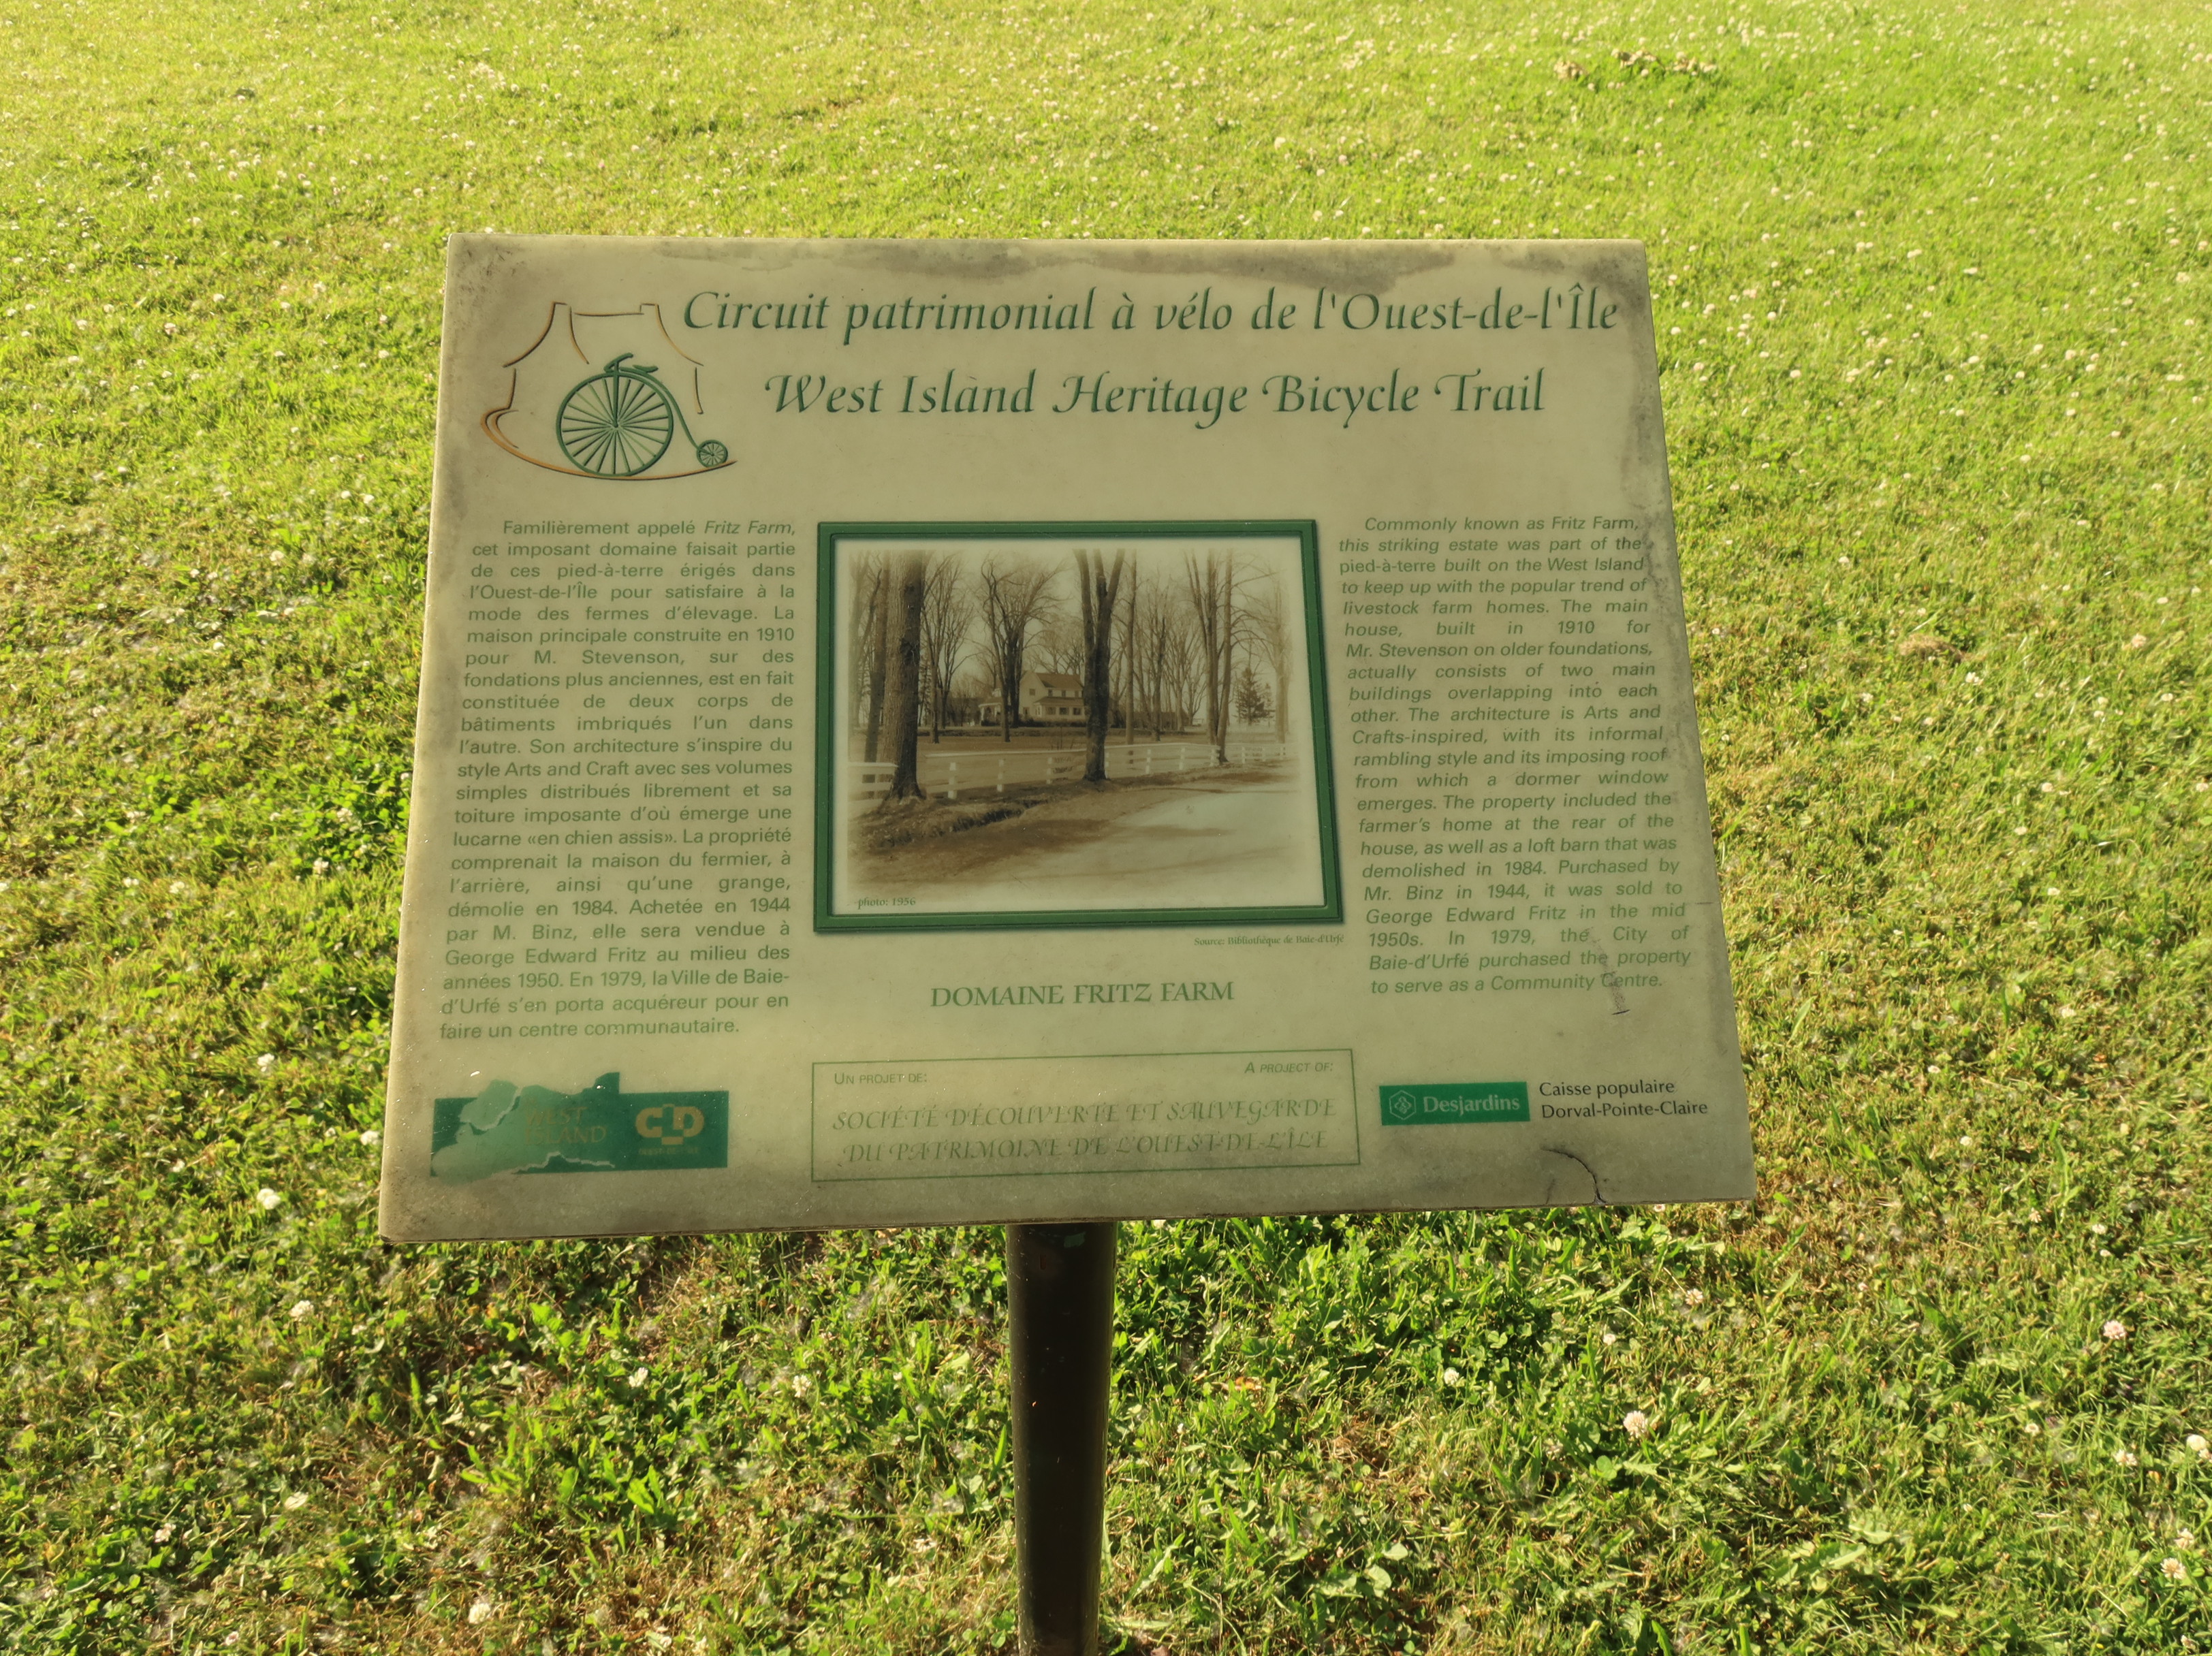 Circuit patrimonial à vélo de l'Ouest-de-l'Île
West Island Heritage Bicycle Trail
Familièrement appelé Fritz Farm,
cet imposant domaine faisait partie
de ces pied-à-terre érigés dans
l'Ouest-de-l'Île pour satisfaire à la
mode des fermes d'élevage. La
maison principale construite en 1910
pour M. Stevenson, sur des
fondations plus anciennes, est en fait
constituée de deux corps de
bâtiments imbriqués l'un dans
l'autre. Son architecture s'inspire du
style Arts and Craft avec ses volumes
simples distribués librement et sa
toiture imposante d'où émerge une
lucarne «en chien assis». La propriété
comprenait la maison du fermier, à
l'arrière, ainsi qu'une grange,
démolie en 1984. Achetée en 1944
par M. Binz, elle sera vendue à
George Edward Fritz au milieu des
années 1950. En 1979, la Ville de Baie-
d'Urfé s'en porta acquéreur pour en
faire un centre communautaire.
photo: 1956
Source: Bibliothèque de Baie-d'Urfé
DOMAINE FRITZ FARM
Commonly known as Fritz Farm,
this striking estate was part of the
pied-à-terre built on the West Island
to keep up with the popular trend of
livestock farm homes. The main
house, built in 1910 for
Mr. Stevenson on older foundations,
actually consists of two main
buildings overlapping into each
other. The architecture is Arts and
Crafts-inspired, with its informal
rambling style and its imposing roof
from which a dormer window
emerges. The property included the
farmer's home at the rear of the
house, as well as a loft barn that was
demolished in 1984. Purchased by
Mr. Binz in 1944, it was sold to
George Edward Fritz in the mid
1950s. In 1979, the City of
Baie-d'Urfé purchased the property
to serve as a Community Centre.
WEST
ISLAND
CLD
UN PROJET DE:
A PROJECT OF:
SOCIÉTÉ DÉCOUVERTE ET SAUVEGARDE
DU PATRIMOINE DE L'OUEST-DE-L'ÎLE
Desjardins
Caisse populaire
Dorval-Pointe-Claire